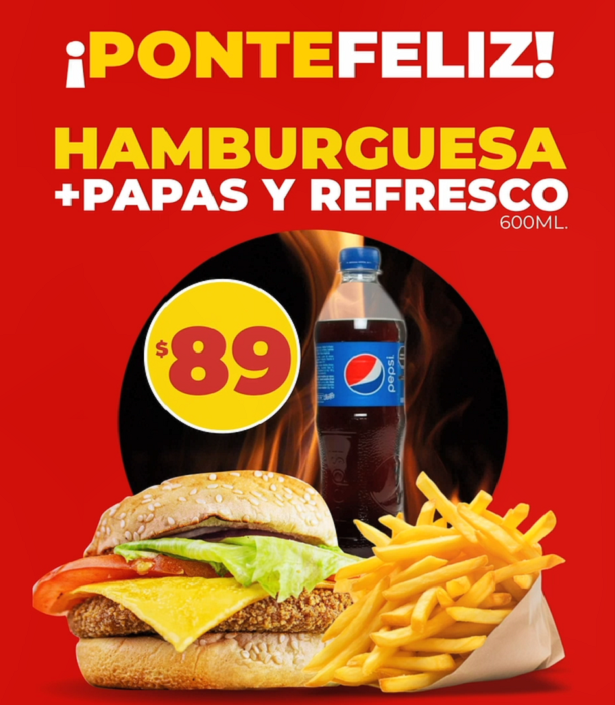 ¡PONTEFELIZ!
HAMBURGUESA
+PAPAS Y REFRESCO
600ML.
$89
pepsi